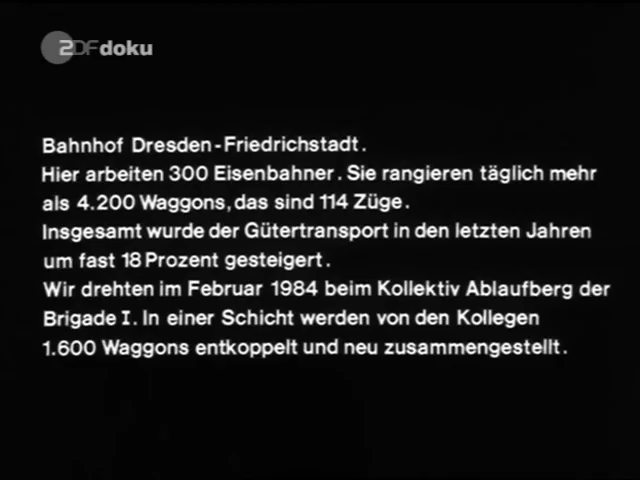 ZDFdoku
Bahnhof Dresden-Friedrichstadt.
Hier arbeiten 300 Eisenbahner. Sie rangieren täglich mehr
als 4.200 Waggons, das sind 114 Züge.
Insgesamt wurde der Gütertransport in den letzten Jahren
um fast 18 Prozent gesteigert.
Wir drehten im Februar 1984 beim Kollektiv Ablaufberg der
Brigade I. In einer Schicht werden von den Kollegen
1.600 Waggons entkoppelt und neu zusammengestellt.